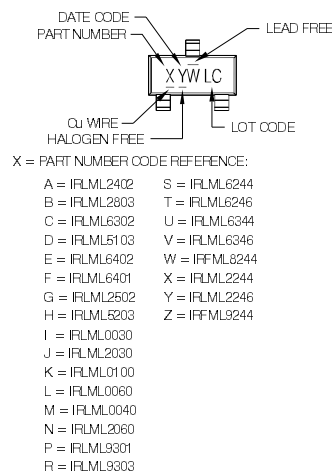 DATE CODE
PART NUMBER
LEAD FREE
X YW LC
Cu WIRE
HALOGEN FREE
LOT CODE
X = PART NUMBER CODE REFERENCE:
A = IRLML2402 S = IRLML6244
B = IRLML2803 T = IRLML6246
C = IRLML6302 U = IRLML6344
D = IRLML5103 V = IRLML6346
E = IRLML6402 W = IRFML8244
F = IRLML6401 X = IRLML2244
G = IRLML2502 Y = IRLML2246
H = IRLML5203 Z = IRFML9244
I = IRLML0030
J = IRLML2030
K = IRLML0100
L = IRLML0060
M = IRLML0040
N = IRLML2060
P = IRLML9301
R = IRLML9303